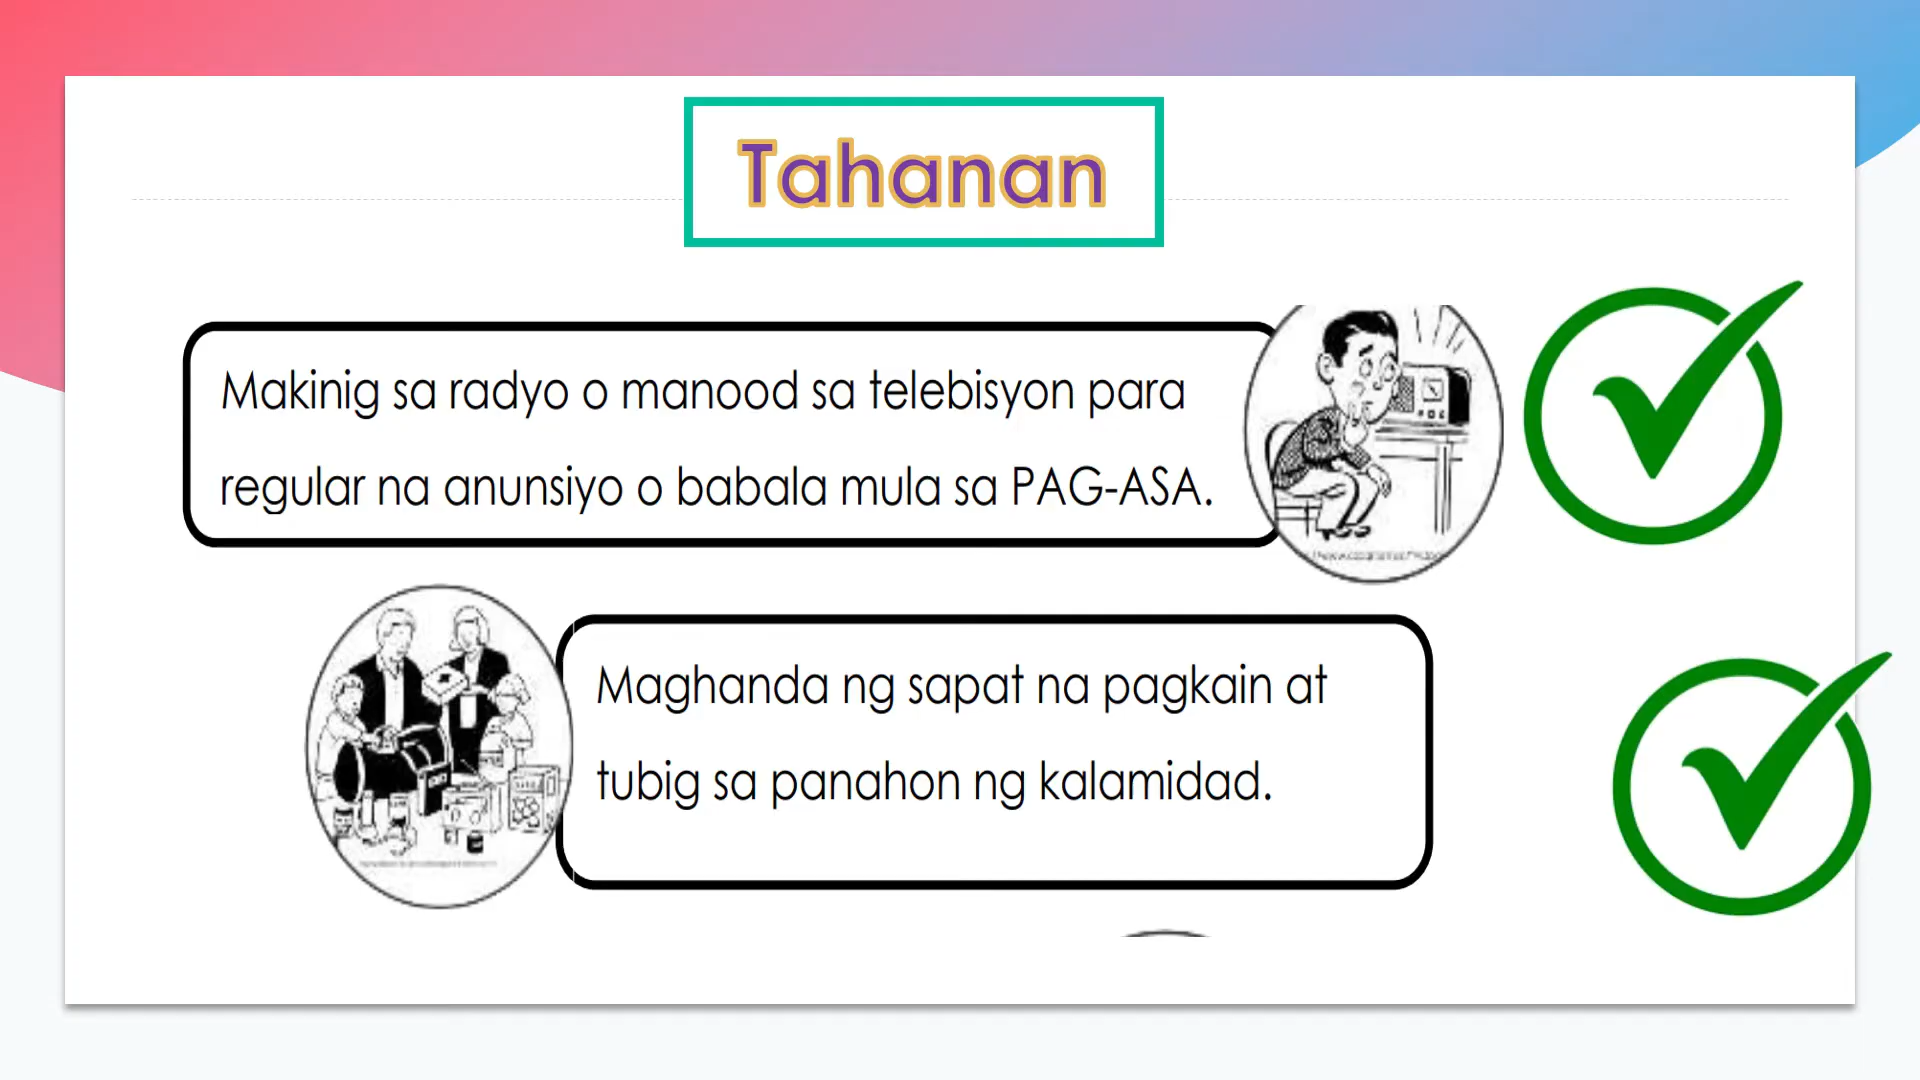 Tahanan
Makinig sa radyo o manood sa telebisyon para
regular na anunsiyo o babala mula sa PAG-ASA.
Maghanda ng sapat na pagkain at
tubig sa panahon ng kalamidad.